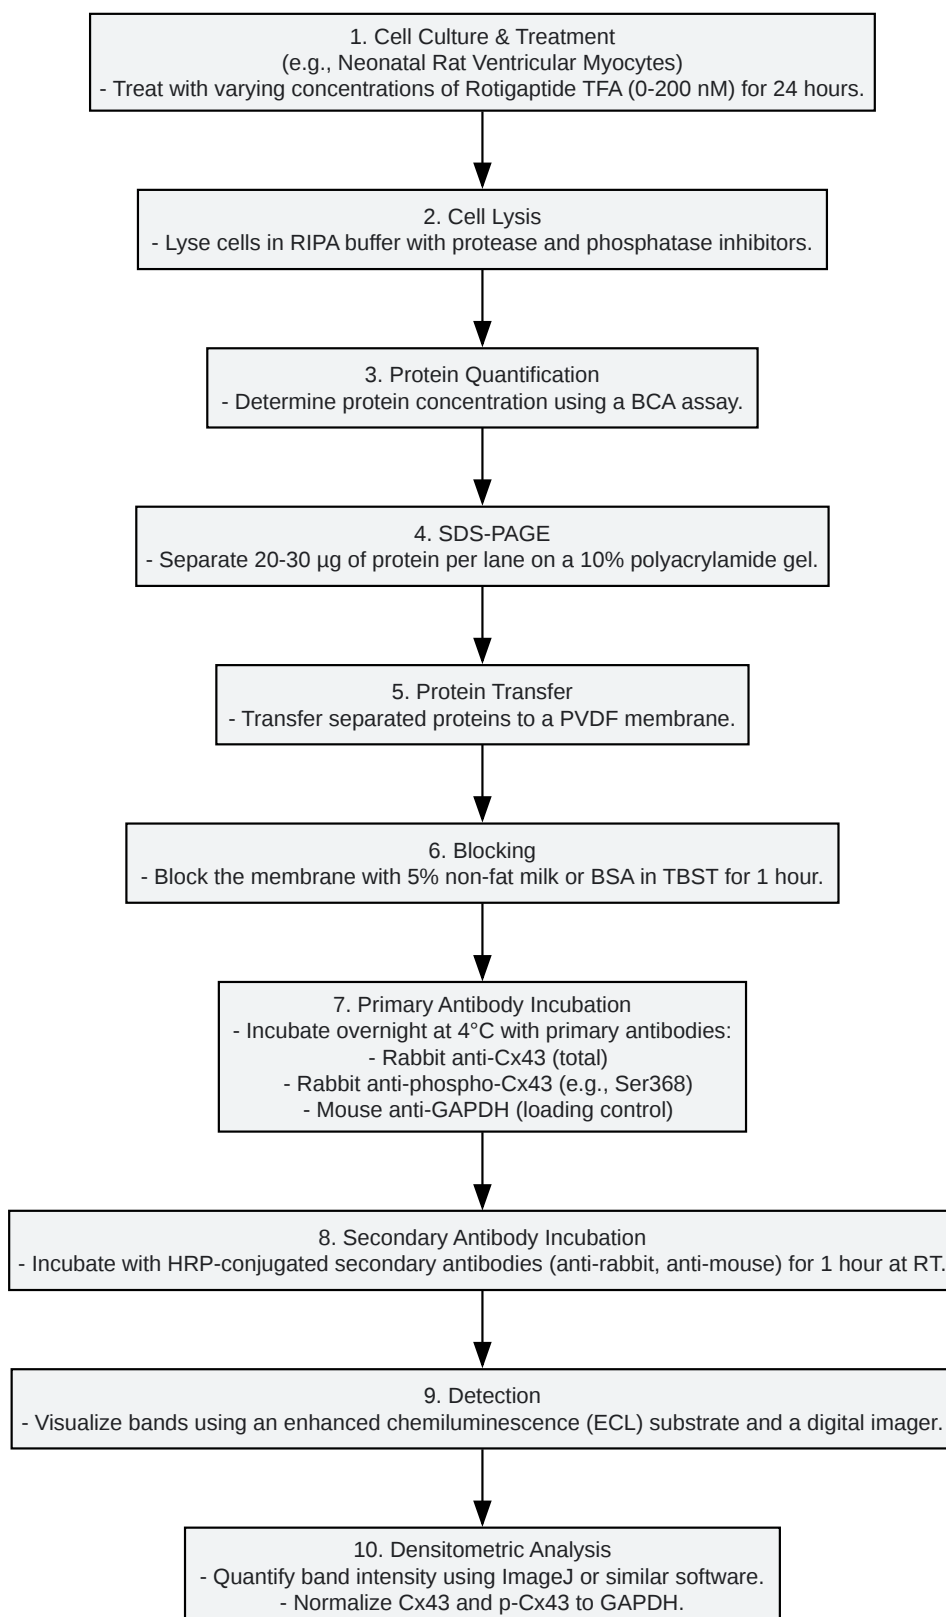 1. Cell Culture & Treatment
(e.g., Neonatal Rat Ventricular Myocytes)
- Treat with varying concentrations of Rotigaptide TFA (0-200 nM) for 24 hours.
2. Cell Lysis
- Lyse cells in RIPA buffer with protease and phosphatase inhibitors.
3. Protein Quantification
- Determine protein concentration using a BCA assay.
4. SDS-PAGE
- Separate 20-30 µg of protein per lane on a 10% polyacrylamide gel.
5. Protein Transfer
- Transfer separated proteins to a PVDF membrane.
6. Blocking
- Block the membrane with 5% non-fat milk or BSA in TBST for 1 hour.
7. Primary Antibody Incubation
- Incubate overnight at 4°C with primary antibodies:
- Rabbit anti-Cx43 (total)
- Rabbit anti-phospho-Cx43 (e.g., Ser368)
- Mouse anti-GAPDH (loading control)
8. Secondary Antibody Incubation
- Incubate with HRP-conjugated secondary antibodies (anti-rabbit, anti-mouse) for 1 hour at RT.
9. Detection
- Visualize bands using an enhanced chemiluminescence (ECL) substrate and a digital imager.
10. Densitometric Analysis
- Quantify band intensity using ImageJ or similar software.
- Normalize Cx43 and p-Cx43 to GAPDH.